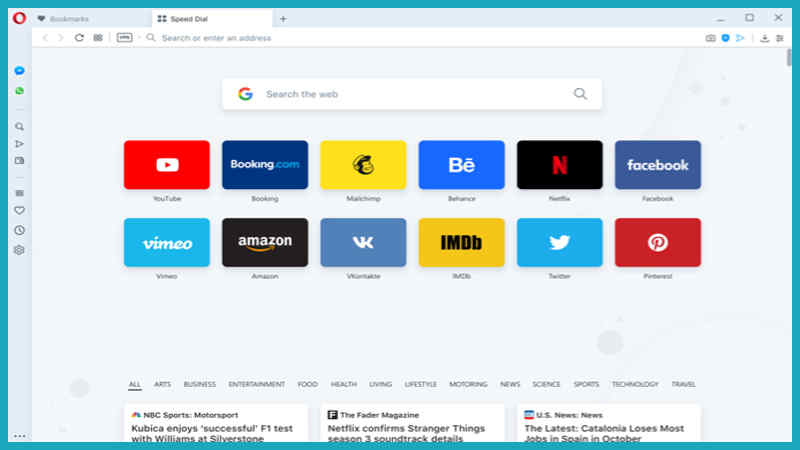 Bookmarks
Speed Dial
VPN
Search or enter an address
Search the web
YouTube
Booking.com
Bē
N
facebook
YouTube
Booking
Mailchimp
Behance
Netflix
Facebook
vimeo
amazon
VK
IMDb
Vimeo
Amazon
VKontakte
IMDb
Twitter
Pinterest
ALL ARTS BUSINESS ENTERTAINMENT FOOD HEALTH LIVING LIFESTYLE MOTORING NEWS SCIENCE SPORTS TECHNOLOGY TRAVEL
NBC Sports: Motorsport
Kubica enjoys 'successful' F1 test
with Williams at Silverstone
F The Fader Magazine
Netflix confirms Stranger Things
season 3 soundtrack details
U.S. News: News
The Latest: Catalonia Loses Most
Jobs in Spain in October